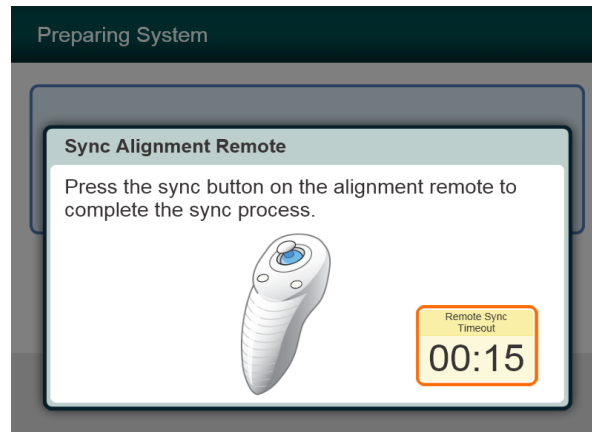 Preparing System
Sync Alignment Remote
Press the sync button on the alignment remote to
complete the sync process.
Remote Sync
Timeout
00:15